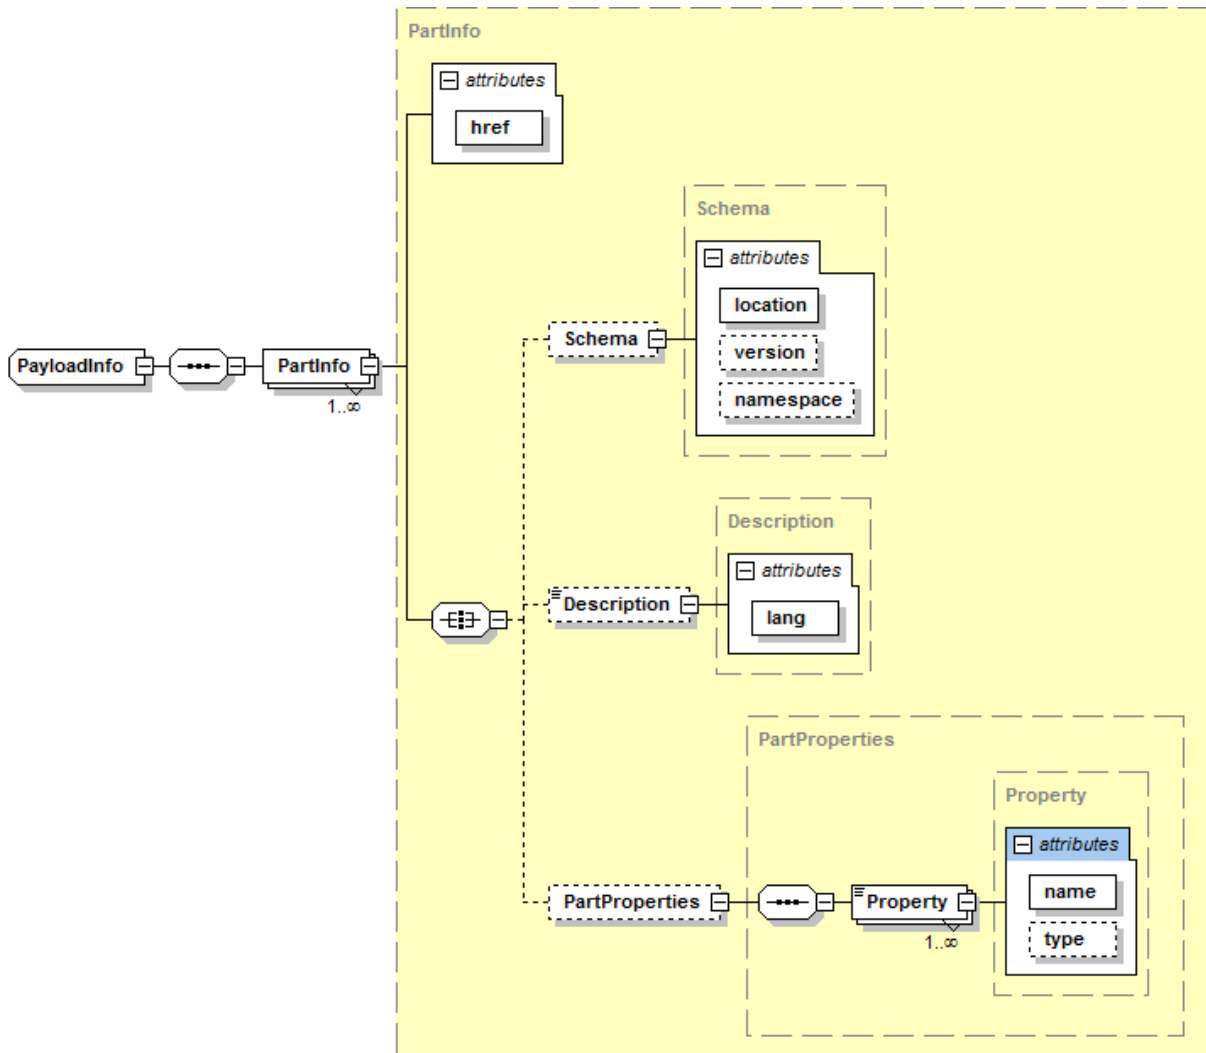 PartInfo
attributes
href
Schema
attributes
location
Schema
version
namespace
PayloadInfo
PartInfo
1..∞
Description
attributes
Description
lang
PartProperties
Property
attributes
name
PartProperties
Property
type
1..∞